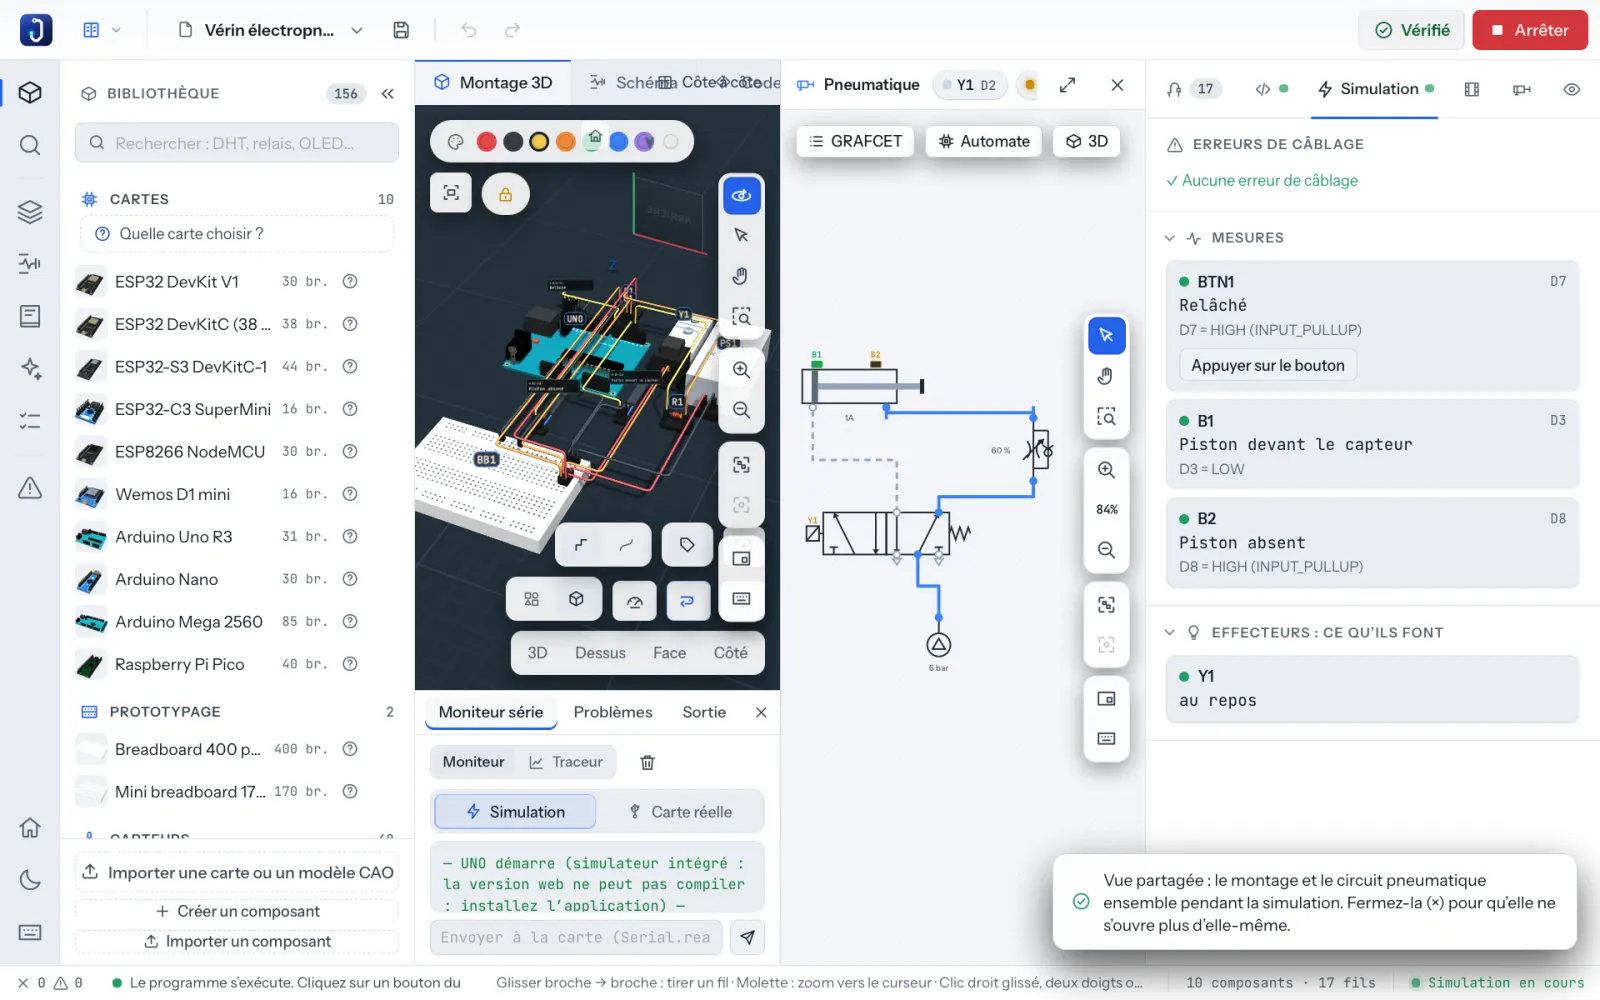 Vérin électropn...
Vérifié
Arrêter
BIBLIOTHÈQUE
156
Rechercher : DHT, relais, OLED...
CARTES
10
Quelle carte choisir ?
ESP32 DevKit V1
30 br.
ESP32 DevKitC (38 ...
38 br.
ESP32-S3 DevKitC-1
44 br.
ESP32-C3 SuperMini
16 br.
ESP8266 NodeMCU
30 br.
Wemos D1 mini
16 br.
Arduino Uno R3
31 br.
Arduino Nano
30 br.
Arduino Mega 2560
85 br.
Raspberry Pi Pico
40 br.
PROTOTYPAGE
2
Breadboard 400 p...
400 br.
Mini breadboard 17...
170 br.
Importer une carte ou un modèle CAO
Créer un composant
Importer un composant
Montage 3D
Schéma
Côte à côte
Code
Z
UNO
Y1
PS1
R1
BB1
3D
Dessus
Face
Côté
Moniteur série
Problèmes
Sortie
Moniteur
Traceur
Simulation
Carte réelle
— UNO démarre (simulateur intégré :
la version web ne peut pas compiler
: installez l'application) —
Envoyer à la carte (Serial.rea
Pneumatique
Y1 D2
GRAFCET
Automate
3D
B1
B2
1A
60 %
Y1
6 bar
84%
17
Simulation
ERREURS DE CÂBLAGE
✓ Aucune erreur de câblage
MESURES
BTN1
D7
Relâché
D7 = HIGH (INPUT_PULLUP)
Appuyer sur le bouton
B1
D3
Piston devant le capteur
D3 = LOW
B2
D8
Piston absent
D8 = HIGH (INPUT_PULLUP)
EFFECTEURS : CE QU'ILS FONT
Y1
au repos
Vue partagée : le montage et le circuit pneumatique
ensemble pendant la simulation. Fermez-la (×) pour qu'elle ne
s'ouvre plus d'elle-même.
0
0
Le programme s'exécute. Cliquez sur un bouton du
Glisser broche → broche : tirer un fil · Molette : zoom vers le curseur · Clic droit glissé, deux doigts o...
10 composants · 17 fils
Simulation en cours